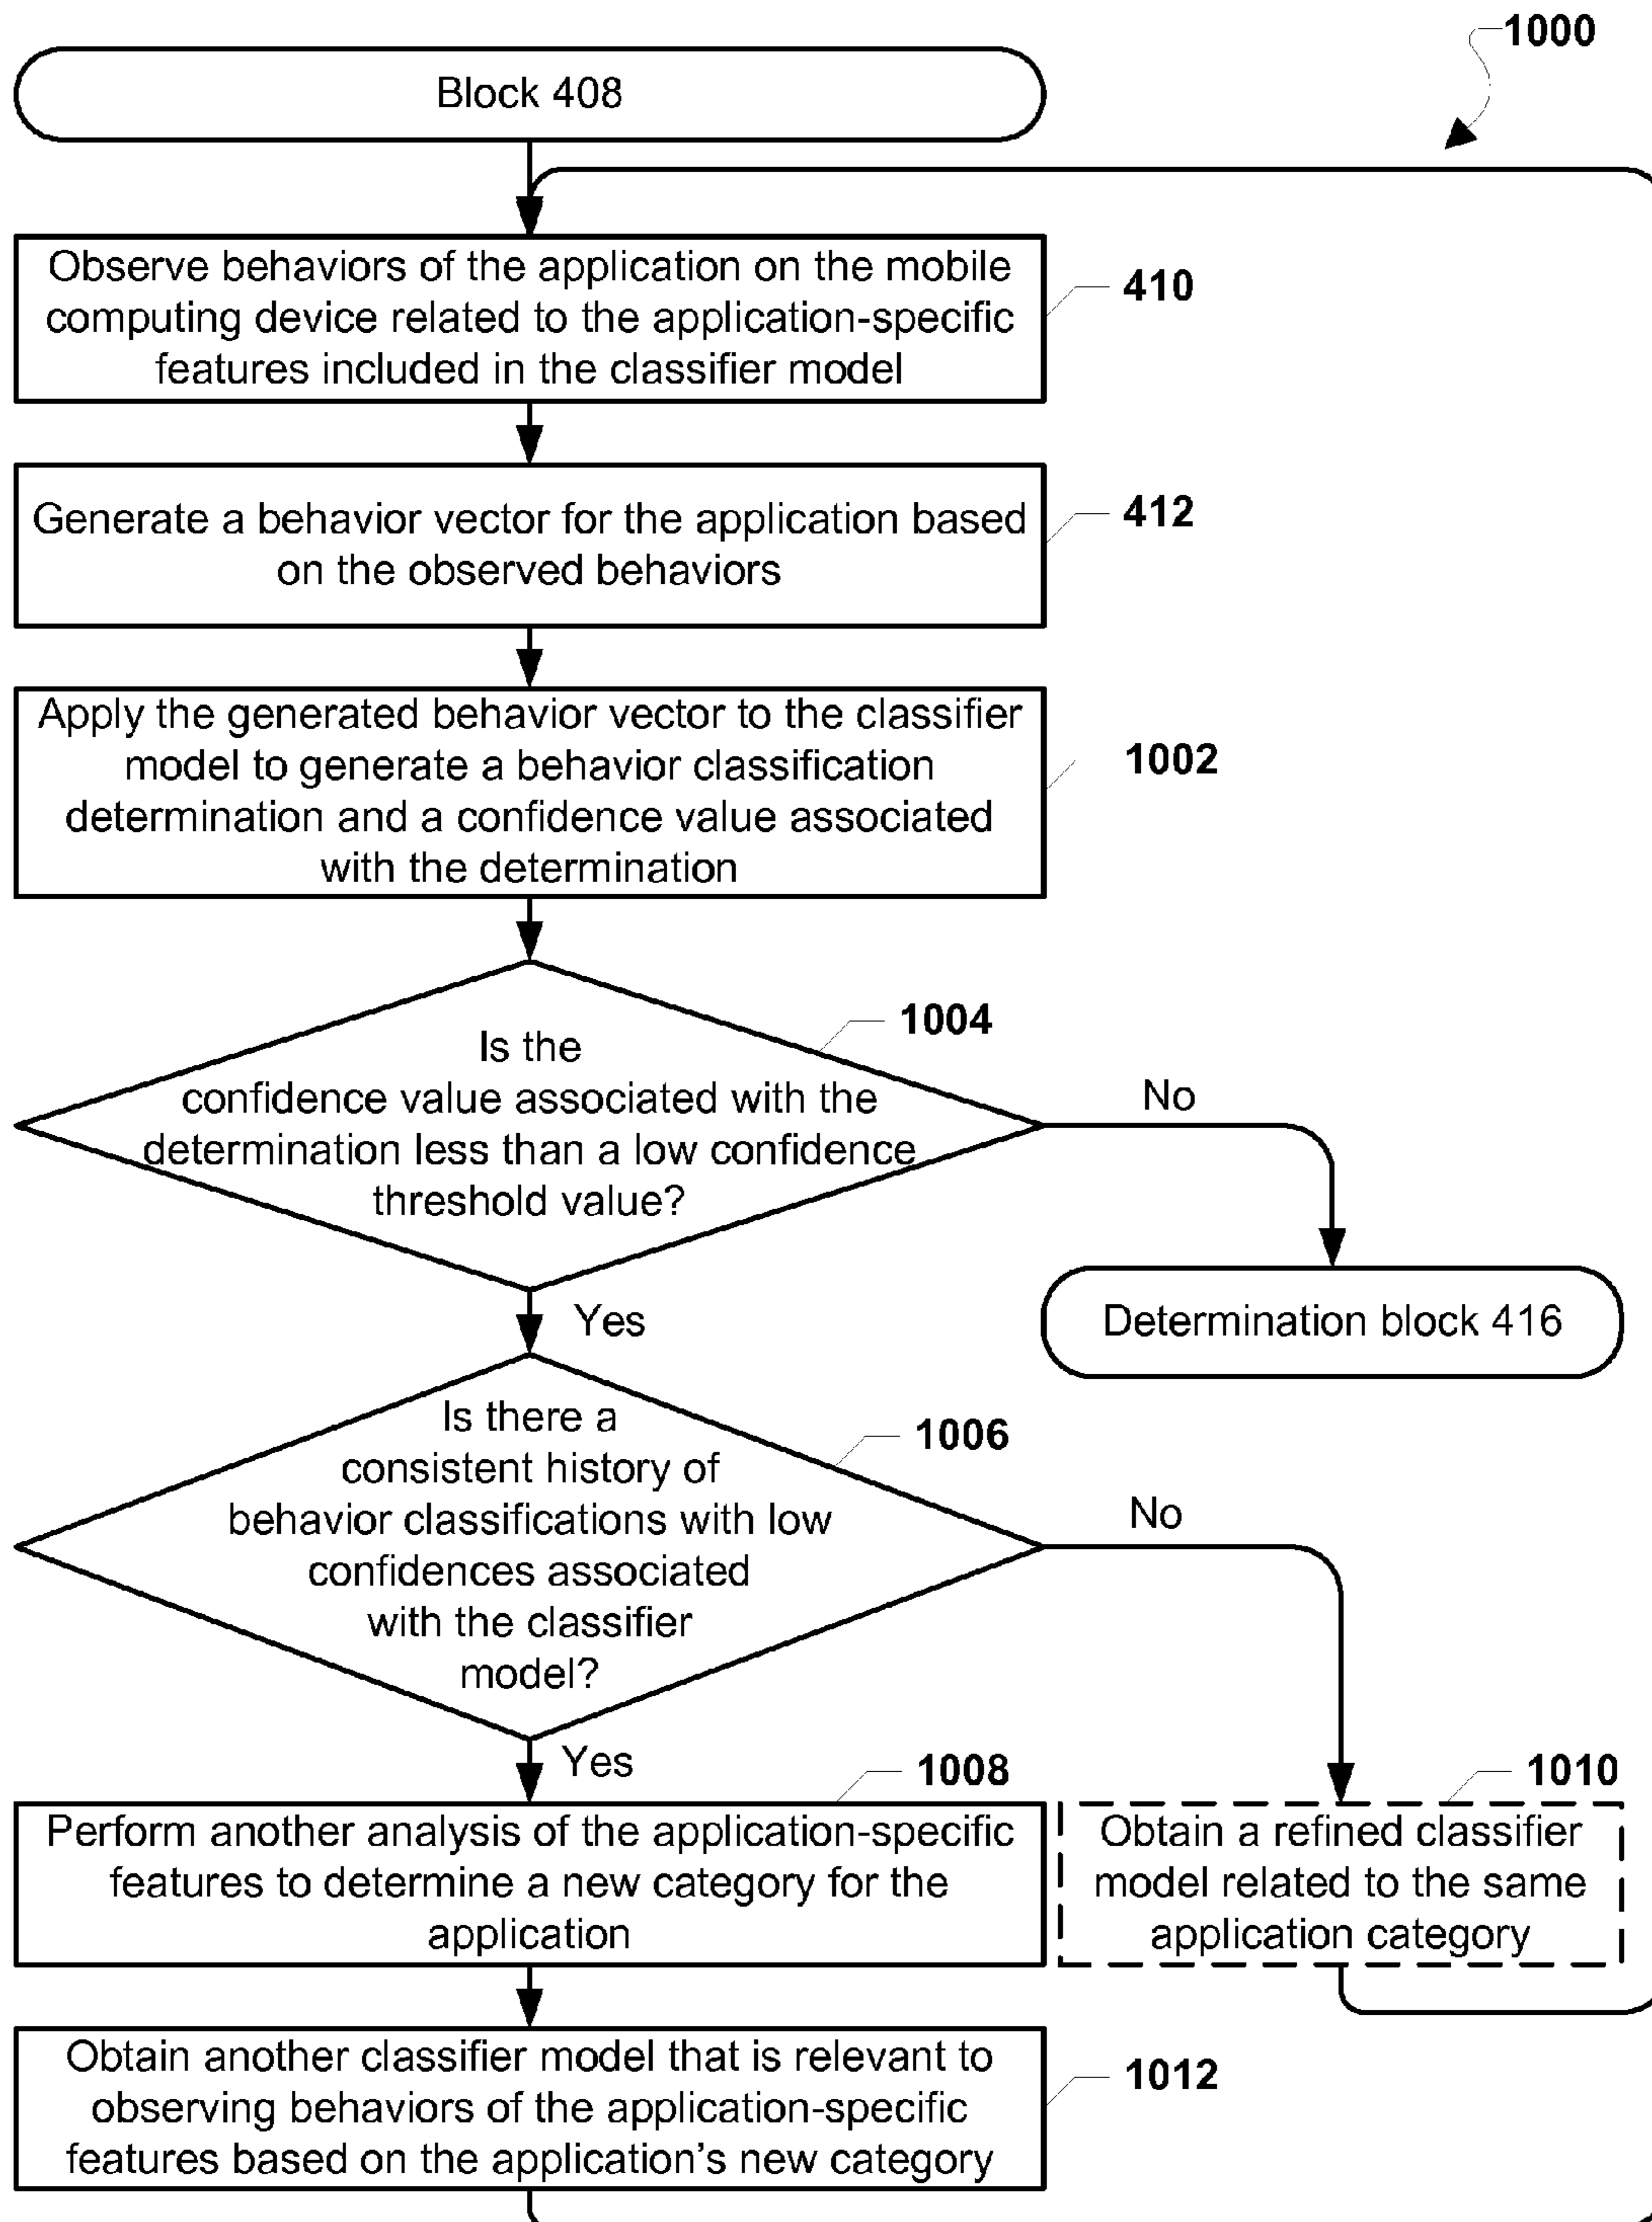 1000
Block 408
Observe behaviors of the application on the mobile
computing device related to the application-specific
features included in the classifier model
410
Generate a behavior vector for the application based
on the observed behaviors
412
Apply the generated behavior vector to the classifier
model to generate a behavior classification
determination and a confidence value associated
with the determination
1002
Is the
confidence value associated with the
determination less than a low confidence
threshold value?
1004
No
Determination block 416
Yes
Is there a
consistent history of
behavior classifications with low
confidences associated
with the classifier
model?
1006
No
Yes
1008
Perform another analysis of the application-specific
features to determine a new category for the
application
1010
Obtain a refined classifier
model related to the same
application category
Obtain another classifier model that is relevant to
observing behaviors of the application-specific
features based on the application's new category
1012